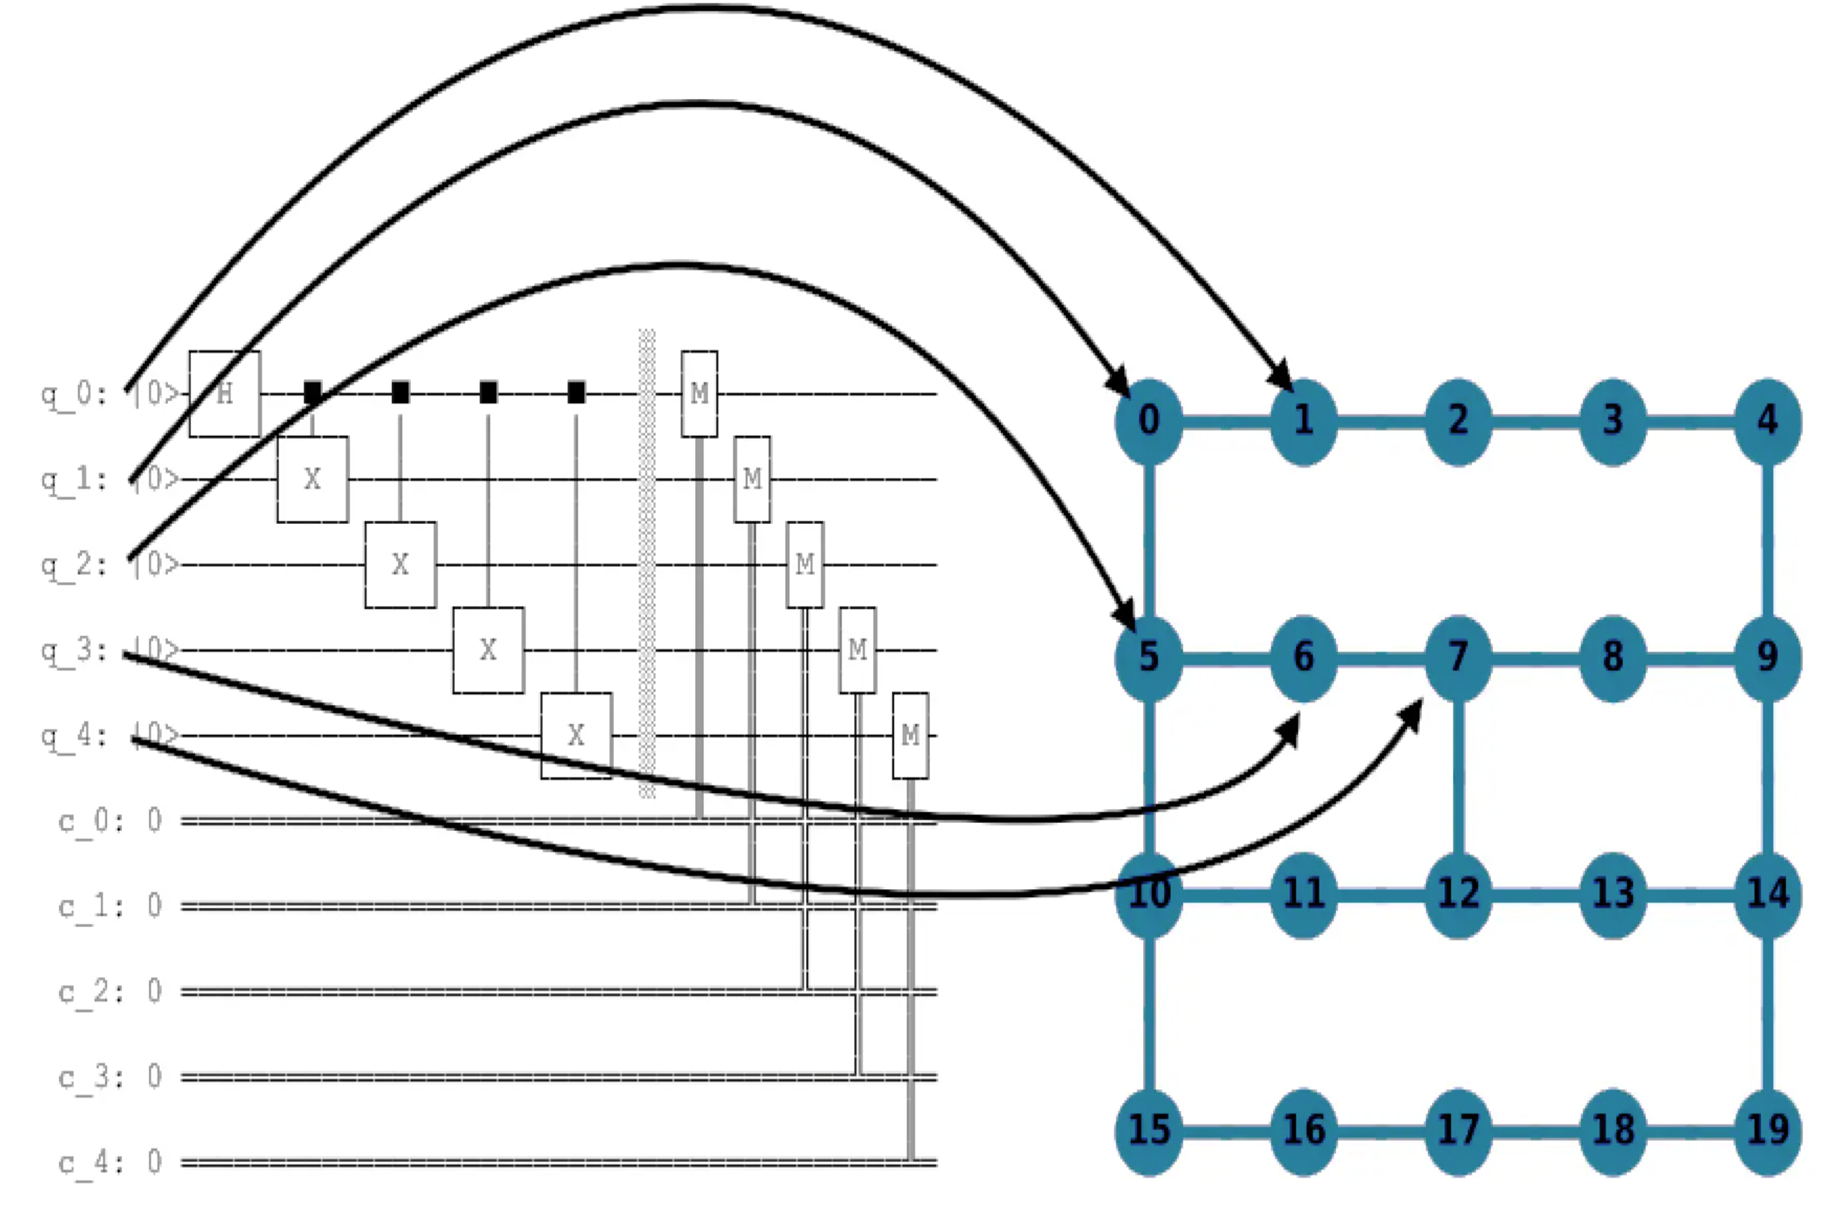 q_0: |0> H M
q_1: |0> X M
q_2: |0> X M
q_3: |0> X M
q_4: |0> X M
c_0: 0
c_1: 0
c_2: 0
c_3: 0
c_4: 0
0 1 2 3 4
5 6 7 8 9
10 11 12 13 14
15 16 17 18 19